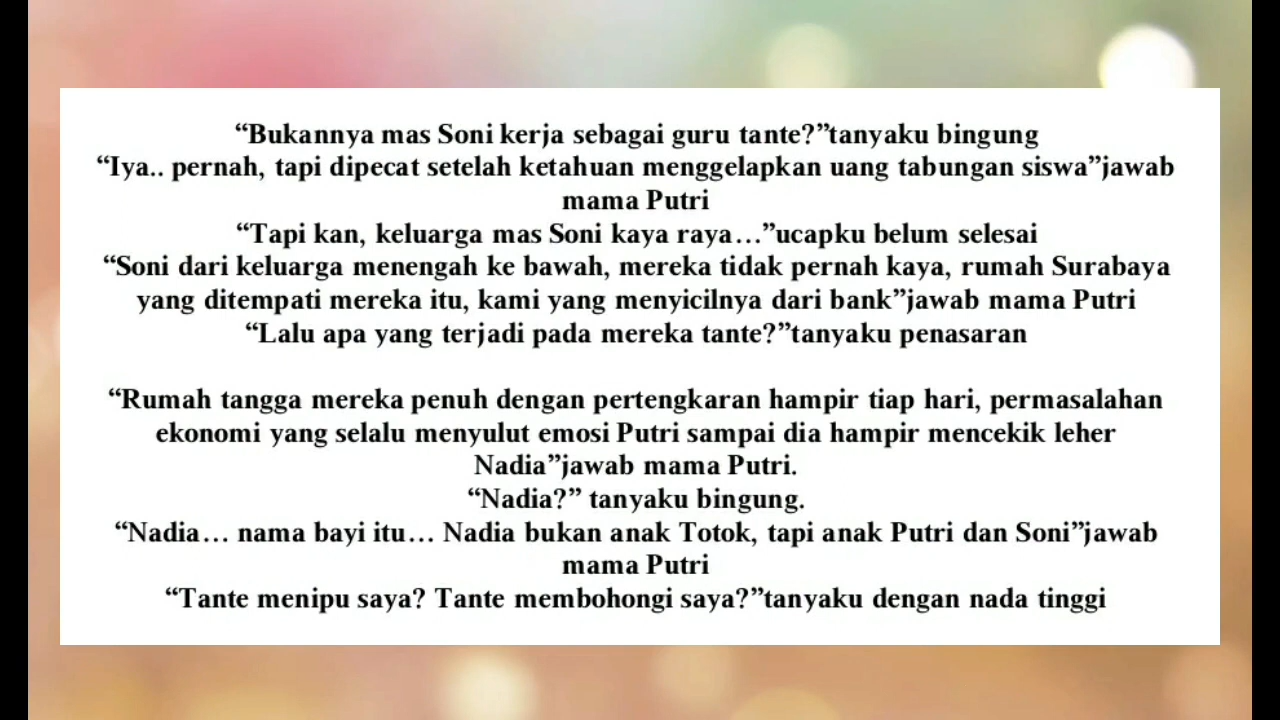 “Bukannya mas Soni kerja sebagai guru tante?”tanyaku bingung
“Iya.. pernah, tapi dipecat setelah ketahuan menggelapkan uang tabungan siswa”jawab
mama Putri
“Tapi kan, keluarga mas Soni kaya raya…”ucapku belum selesai
“Soni dari keluarga menengah ke bawah, mereka tidak pernah kaya, rumah Surabaya
yang ditempati mereka itu, kami yang menyicilnya dari bank”jawab mama Putri
“Lalu apa yang terjadi pada mereka tante?”tanyaku penasaran
“Rumah tangga mereka penuh dengan pertengkaran hampir tiap hari, permasalahan
ekonomi yang selalu menyulut emosi Putri sampai dia hampir mencekik leher
Nadia”jawab mama Putri.
“Nadia?” tanyaku bingung.
“Nadia… nama bayi itu… Nadia bukan anak Totok, tapi anak Putri dan Soni”jawab
mama Putri
“Tante menipu saya? Tante membohongi saya?”tanyaku dengan nada tinggi